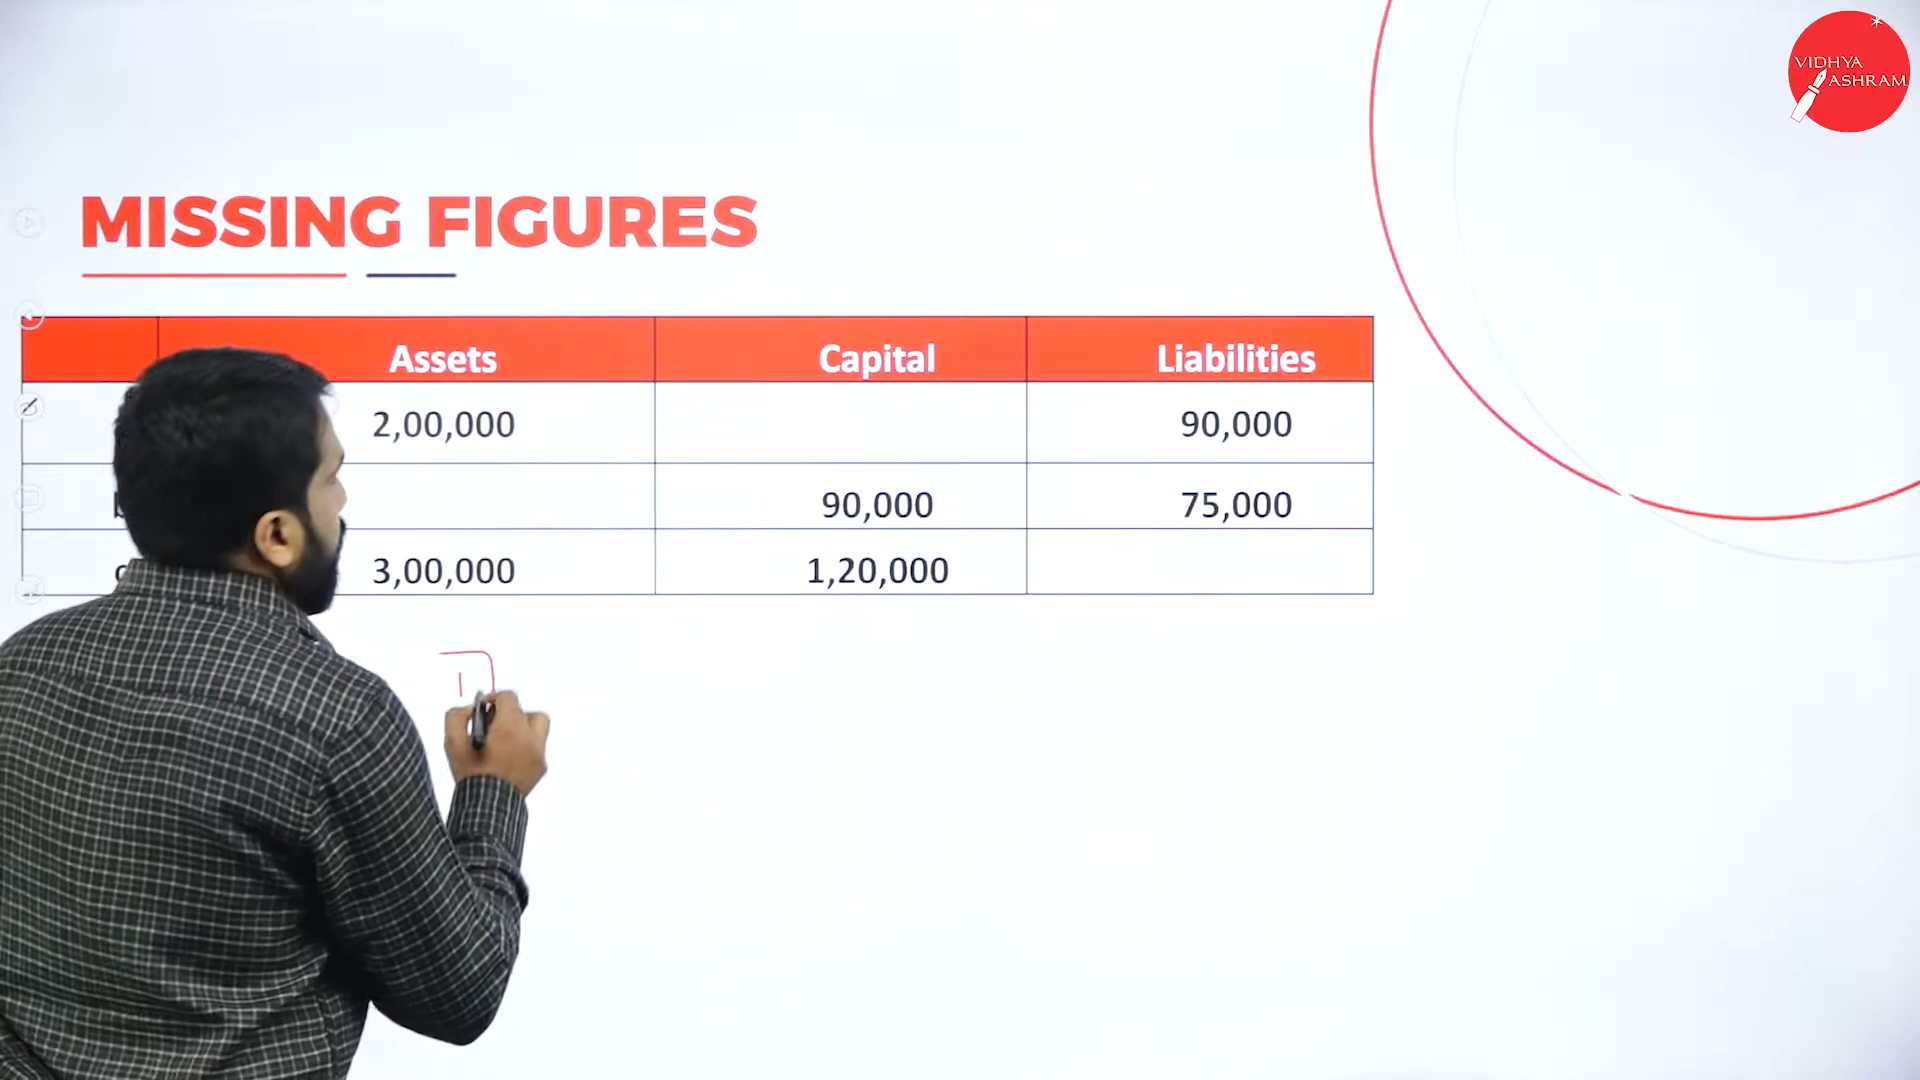 VIDHYA
ASHRAM
MISSING FIGURES
Assets Capital Liabilities
2,00,000 90,000
90,000 75,000
3,00,000 1,20,000